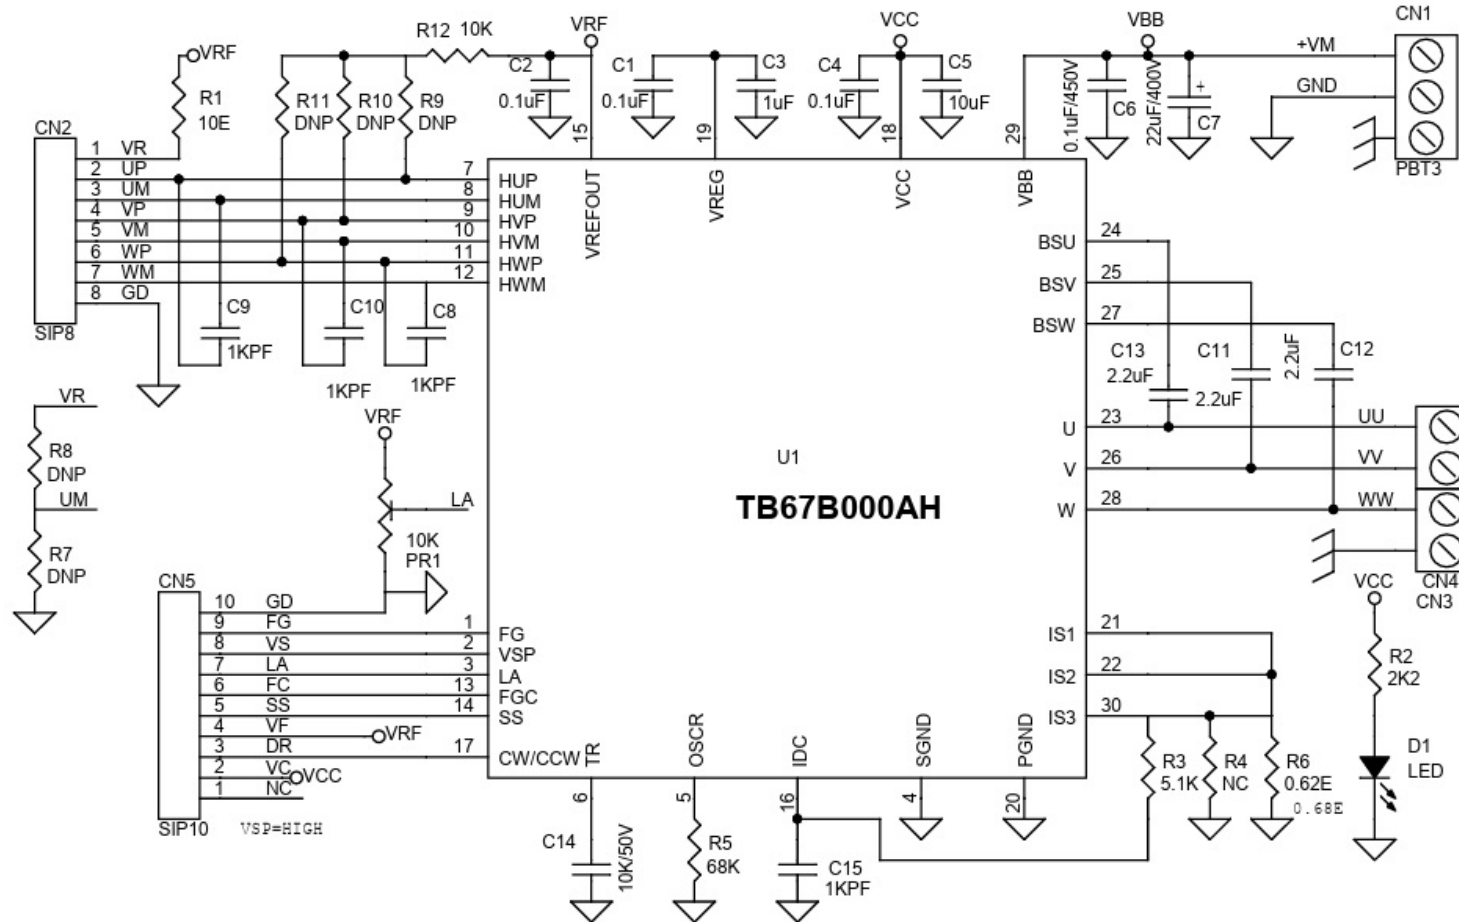 CN1
VRF
VCC
VBB
R12 10K
VRF
+VM
R1
10E
R11
DNP
R10
DNP
R9
DNP
C2
0.1uF
C1
0.1uF
C3
1uF
C4
0.1uF
C5
10uF
0.1uF/450V
C6
22uF/400V
+
C7
GND
PBT3
15
19
18
29
CN2
1 VR
2 UP
3 UM
4 VP
5 VM
6 WP
7 WM
8 GD
SIP8
7 HUP
8 HUM
9 HVP
10 HVM
11 HWP
12 HWM
VREFOUT
VREG
VCC
VBB
BSU 24
BSV 25
BSW 27
C9
1KPF
C10
1KPF
C8
1KPF
C13
2.2uF
C11
2.2uF
2.2uF
C12
VR
R8
DNP
UM
R7
DNP
VRF
LA
10K
PR1
U1
TB67B000AH
U 23 UU
V 26 VV
W 28 WW
CN4
CN3
CN5
10 GD
9 FG
8 VS
7 LA
6 FC
5 SS
4 VF VRF
3 DR
2 VC VCC
1 NC
SIP10
VSP=HIGH
1 FG
2 VSP
3 LA
13 FGC
14 SS
17 CW/CCW
TR
OSCR
IDC
SGND
PGND
IS1 21
IS2 22
IS3 30
VCC
R2
2K2
D1
LED
R3
5.1K
R4
NC
R6
0.62E
0.68E
6
5
16
4
20
C14
10K/50V
R5
68K
C15
1KPF